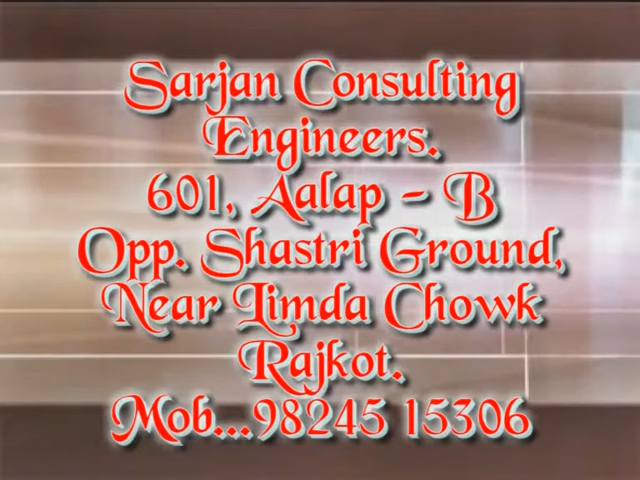 Sarjan Consulting
Engineers.
601, Aalap - B
Opp. Shastri Ground,
Near Limda Chowk
Rajkot.
Mob...98245 15306